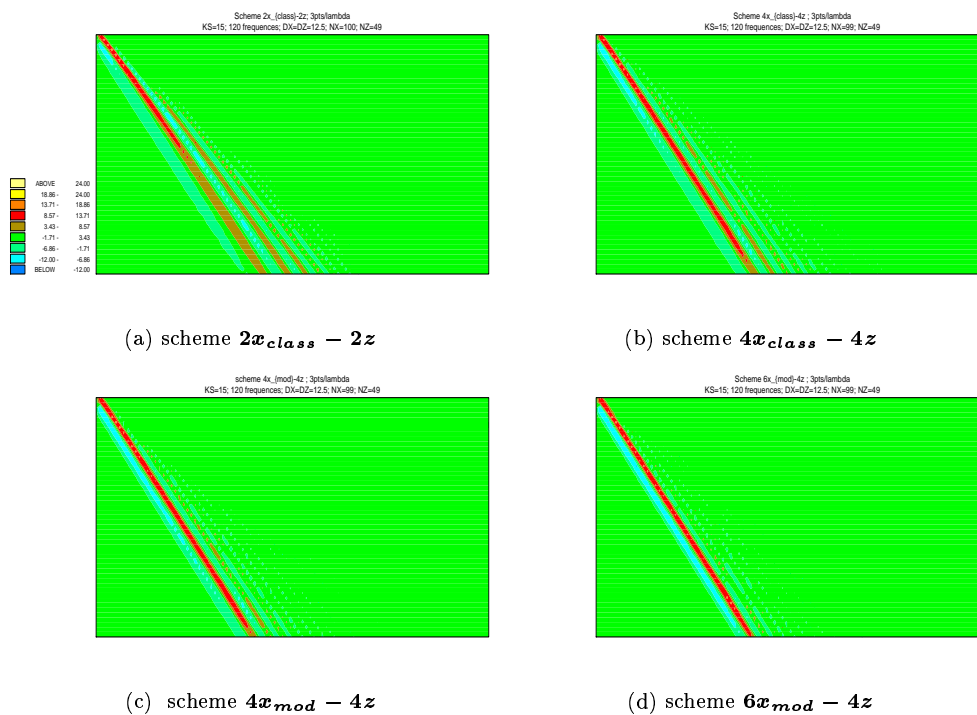 Scheme 2x_{class}-2z; 3pts/lambda
KS=15; 120 frequences; DX=DZ=12.5; NX=100; NZ=49
ABOVE 24.00
18.86 - 24.00
13.71 - 18.86
8.57 - 13.71
3.43 - 8.57
-1.71 - 3.43
-6.86 - -1.71
-12.00 - -6.86
BELOW -12.00
(a) scheme 2x_class − 2z
Scheme 4x_{class}-4z ; 3pts/lambda
KS=15; 120 frequences; DX=DZ=12.5; NX=99; NZ=49
(b) scheme 4x_class − 4z
scheme 4x_{mod}-4z ; 3pts/lambda
KS=15; 120 frequences; DX=DZ=12.5; NX=99; NZ=49
(c) scheme 4x_mod − 4z
Scheme 6x_{mod}-4z ; 3pts/lambda
KS=15; 120 frequences; DX=DZ=12.5; NX=99; NZ=49
(d) scheme 6x_mod − 4z